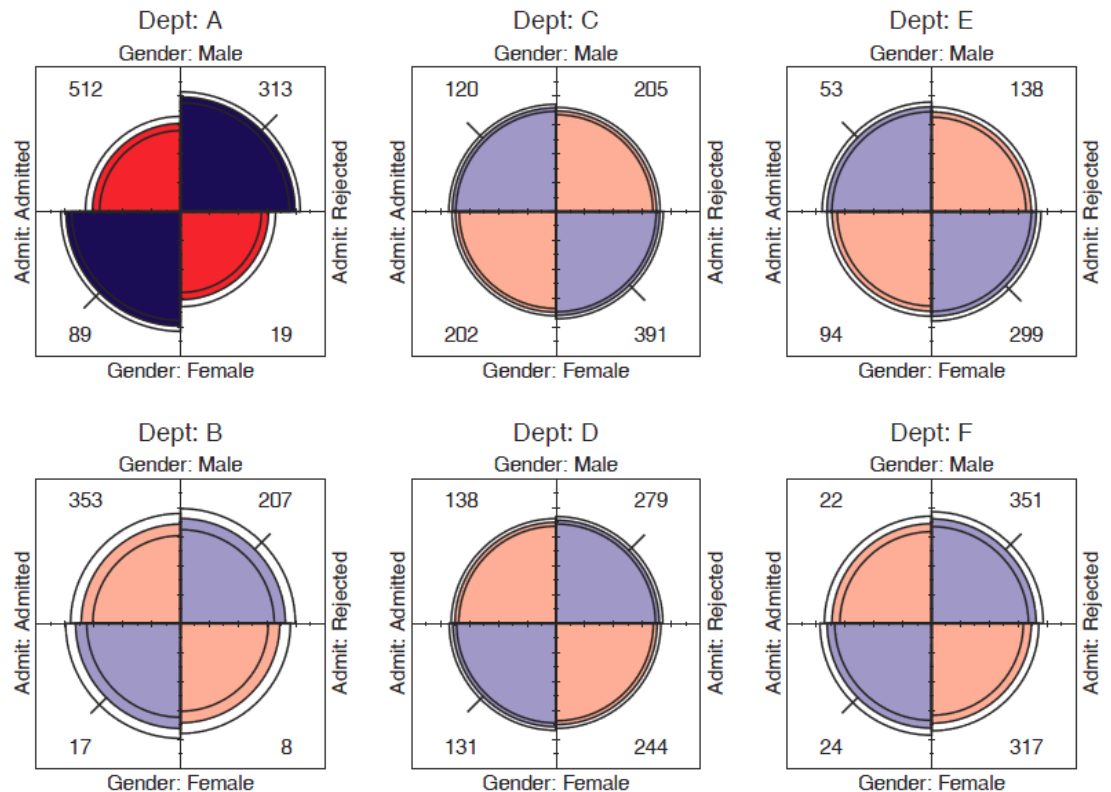 Dept: A
Gender: Male
512 313
Admit: Admitted
Admit: Rejected
89 19
Gender: Female
Dept: C
Gender: Male
120 205
Admit: Admitted
Admit: Rejected
202 391
Gender: Female
Dept: E
Gender: Male
53 138
Admit: Admitted
Admit: Rejected
94 299
Gender: Female
Dept: B
Gender: Male
353 207
Admit: Admitted
Admit: Rejected
17 8
Gender: Female
Dept: D
Gender: Male
138 279
Admit: Admitted
Admit: Rejected
131 244
Gender: Female
Dept: F
Gender: Male
22 351
Admit: Admitted
Admit: Rejected
24 317
Gender: Female